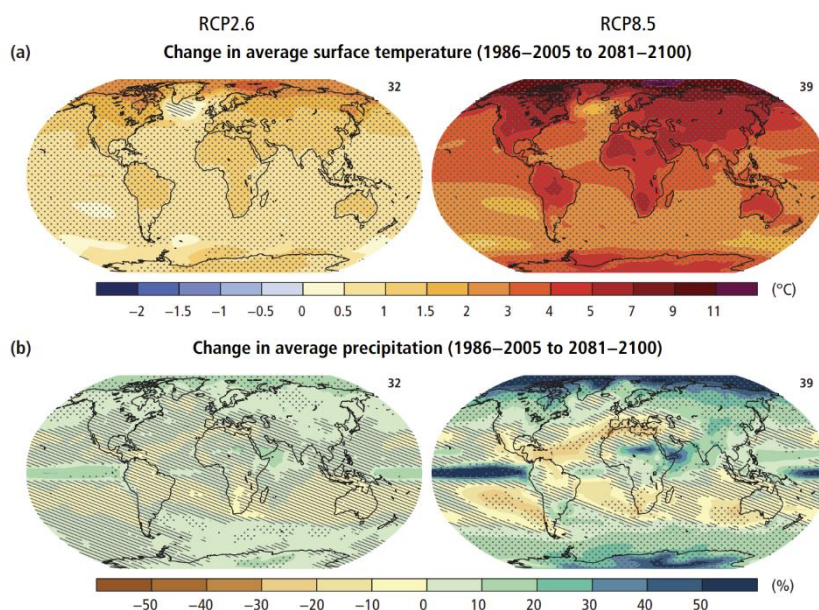 RCP2.6 RCP8.5
(a) Change in average surface temperature (1986−2005 to 2081−2100)
32 39
(°C)
−2 −1.5 −1 −0.5 0 0.5 1 1.5 2 3 4 5 7 9 11
(b) Change in average precipitation (1986−2005 to 2081−2100)
32 39
(%)
−50 −40 −30 −20 −10 0 10 20 30 40 50